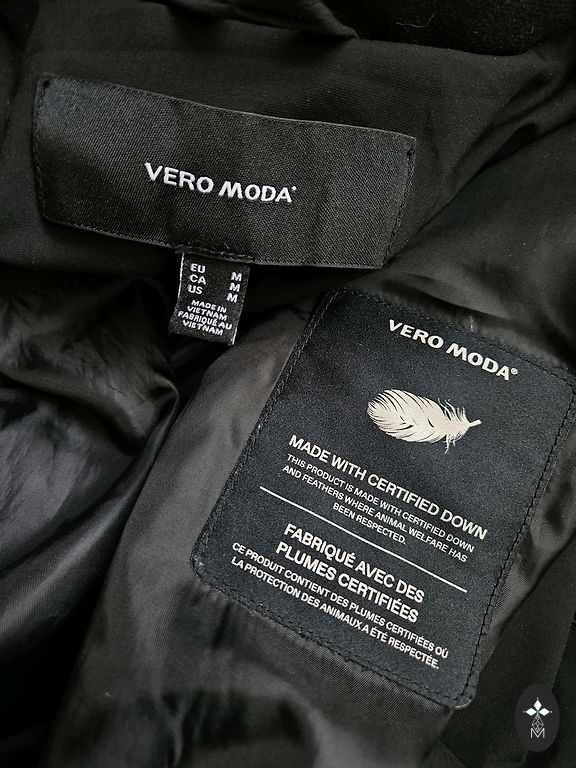 VERO MODA®
EU M
CA M
US M
MADE IN
VIETNAM
FABRIQUÉ AU
VIETNAM
VERO MODA®
MADE WITH CERTIFIED DOWN
THIS PRODUCT IS MADE WITH CERTIFIED DOWN
AND FEATHERS WHERE ANIMAL WELFARE HAS
BEEN RESPECTED.
FABRIQUÉ AVEC DES
PLUMES CERTIFIÉES
CE PRODUIT CONTIENT DES PLUMES CERTIFIÉES OÙ
LA PROTECTION DES ANIMAUX A ÉTÉ RESPECTÉE.
M